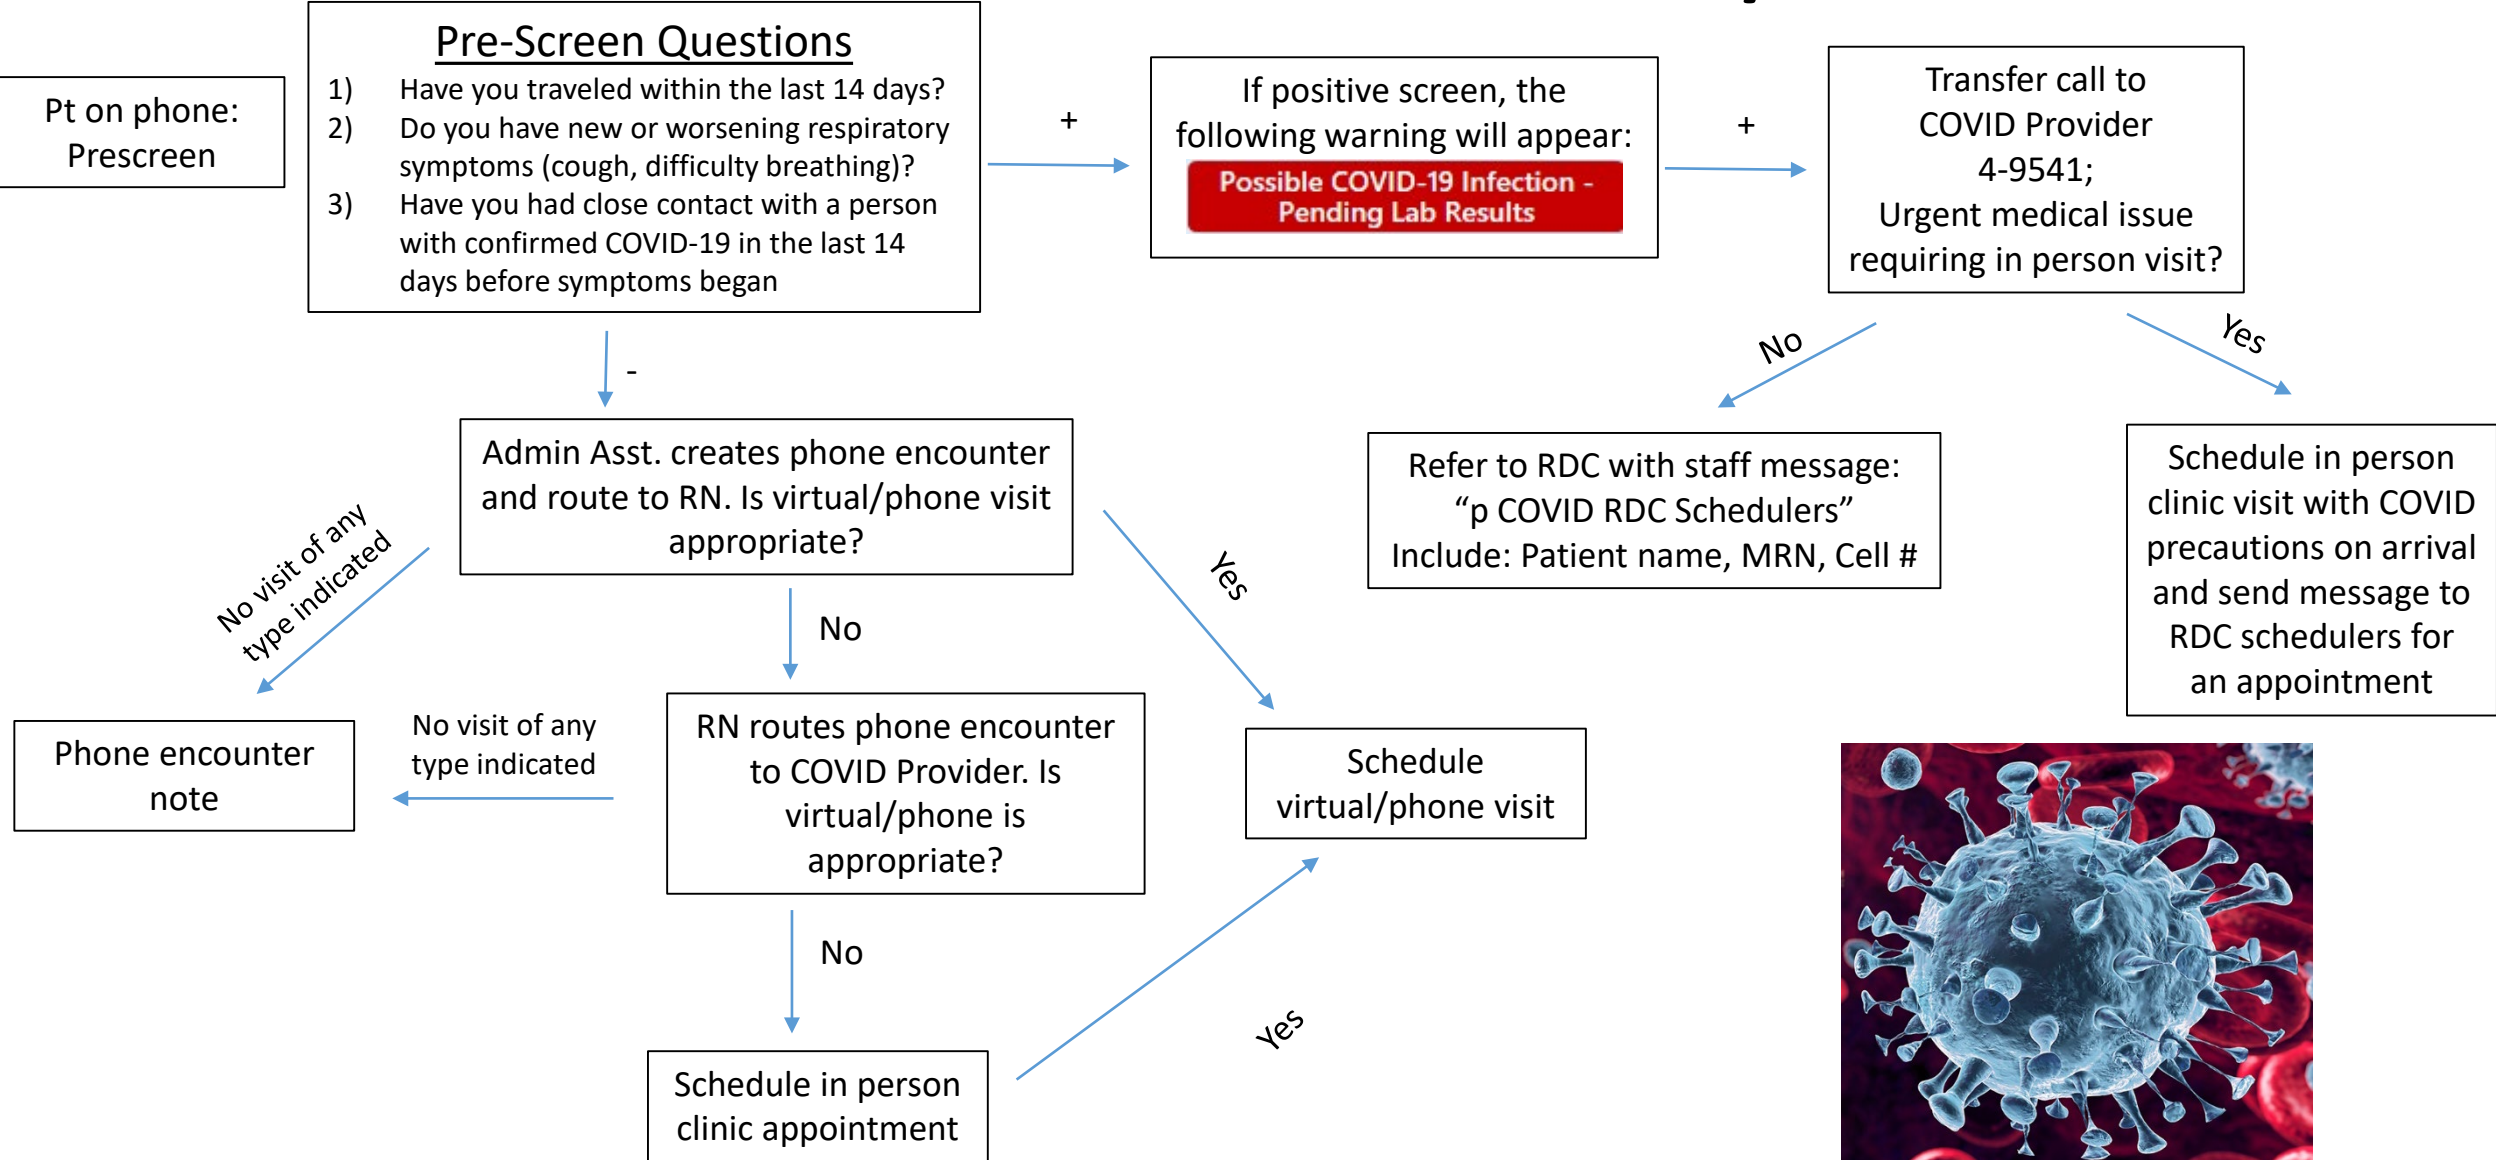 Pt on phone:
Prescreen
Pre-Screen Questions
1) Have you traveled within the last 14 days?
2) Do you have new or worsening respiratory
symptoms (cough, difficulty breathing)?
3) Have you had close contact with a person
with confirmed COVID-19 in the last 14
days before symptoms began
+
If positive screen, the
following warning will appear:
Possible COVID-19 Infection -
Pending Lab Results
+
Transfer call to
COVID Provider
4-9541;
Urgent medical issue
requiring in person visit?
-
No
Yes
Admin Asst. creates phone encounter
and route to RN. Is virtual/phone visit
appropriate?
Refer to RDC with staff message:
“p COVID RDC Schedulers”
Include: Patient name, MRN, Cell #
Schedule in person
clinic visit with COVID
precautions on arrival
and send message to
RDC schedulers for
an appointment
No visit of any
type indicated
No
Yes
Phone encounter
note
No visit of any
type indicated
RN routes phone encounter
to COVID Provider. Is
virtual/phone is
appropriate?
Schedule
virtual/phone visit
No
Yes
Schedule in person
clinic appointment